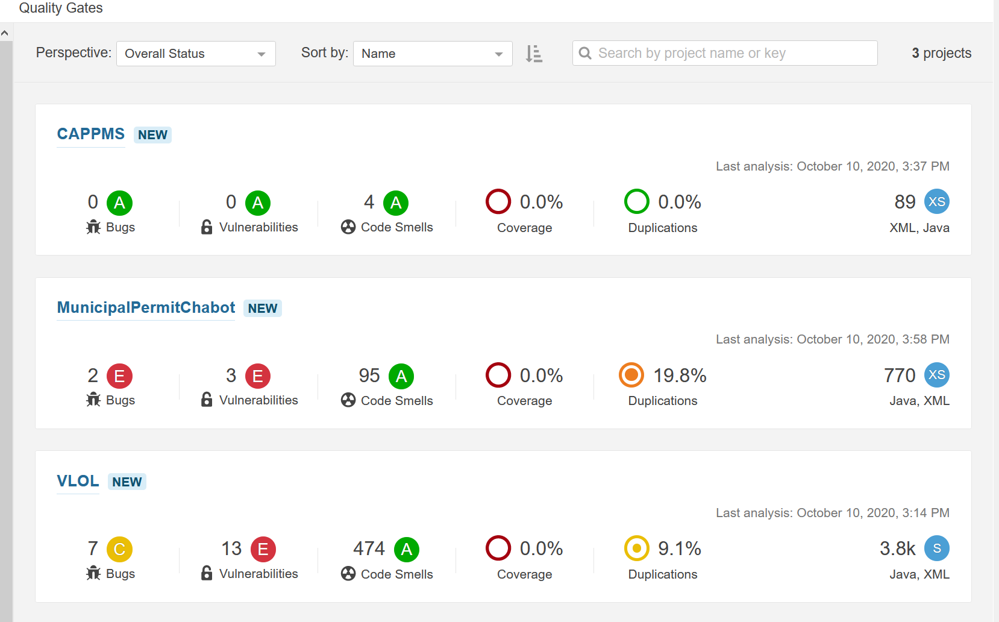 Quality Gates
Perspective: Overall Status Sort by: Name Search by project name or key 3 projects
CAPPMS NEW
Last analysis: October 10, 2020, 3:37 PM
0 A 0 A 4 A 0.0% 0.0% 89 XS
Bugs Vulnerabilities Code Smells Coverage Duplications XML, Java
MunicipalPermitChabot NEW
Last analysis: October 10, 2020, 3:58 PM
2 E 3 E 95 A 0.0% 19.8% 770 XS
Bugs Vulnerabilities Code Smells Coverage Duplications Java, XML
VLOL NEW
Last analysis: October 10, 2020, 3:14 PM
7 C 13 E 474 A 0.0% 9.1% 3.8k S
Bugs Vulnerabilities Code Smells Coverage Duplications Java, XML